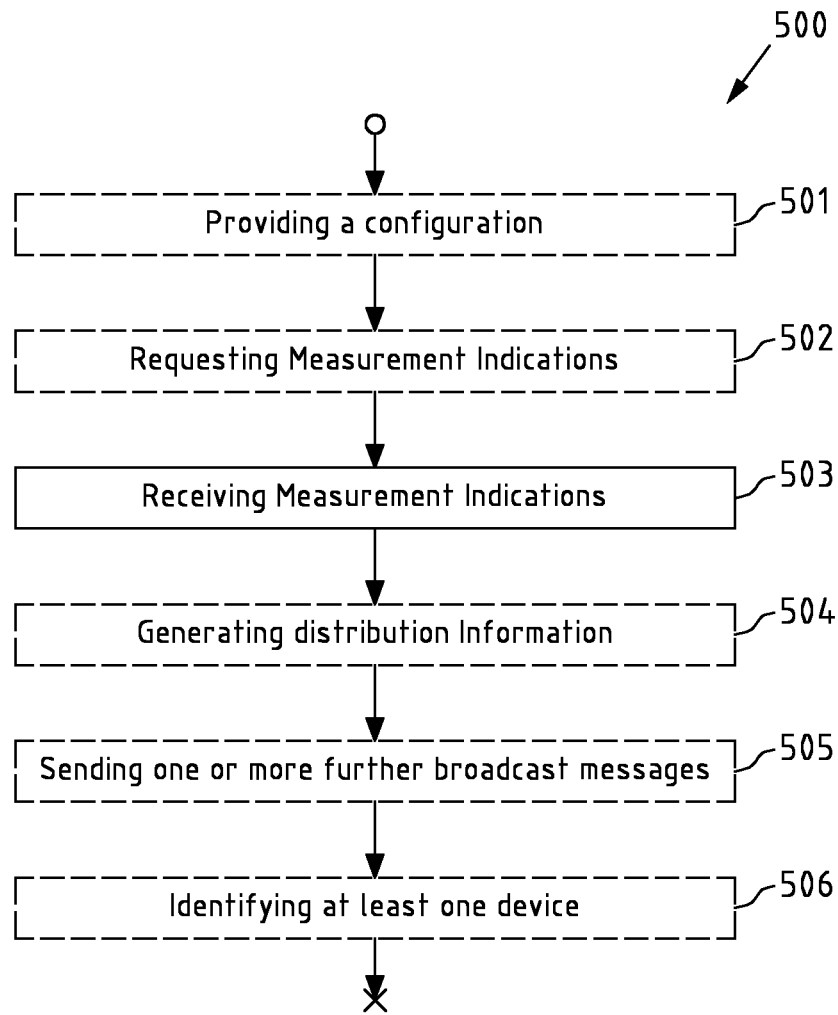 500
Providing a configuration
501
Requesting Measurement Indications
502
Receiving Measurement Indications
503
Generating distribution Information
504
Sending one or more further broadcast messages
505
Identifying at least one device
506